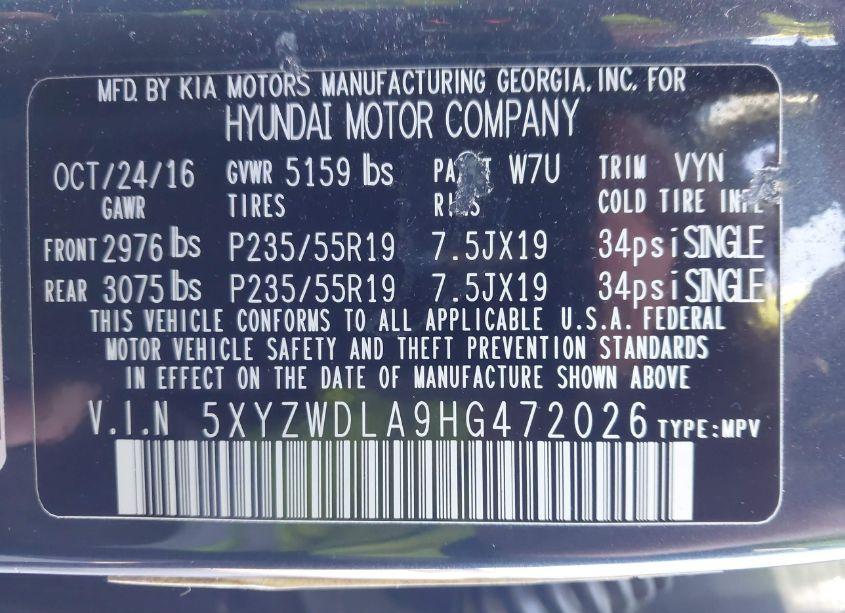 MFD. BY KIA MOTORS MANUFACTURING GEORGIA, INC. FOR
HYUNDAI MOTOR COMPANY
OCT/24/16 GVWR 5159 lbs W7U TRIM VYN
GAWR TIRES COLD TIRE
FRONT 2976 lbs P235/55R19 7.5JX19 34psi SINGLE
REAR 3075 lbs P235/55R19 7.5JX19 34psi SINGLE
THIS VEHICLE CONFORMS TO ALL APPLICABLE U.S.A. FEDERAL
MOTOR VEHICLE SAFETY AND THEFT PREVENTION STANDARDS
IN EFFECT ON THE DATE OF MANUFACTURE SHOWN ABOVE
V.I.N 5XYZWDLA9HG472026 TYPE:MPV